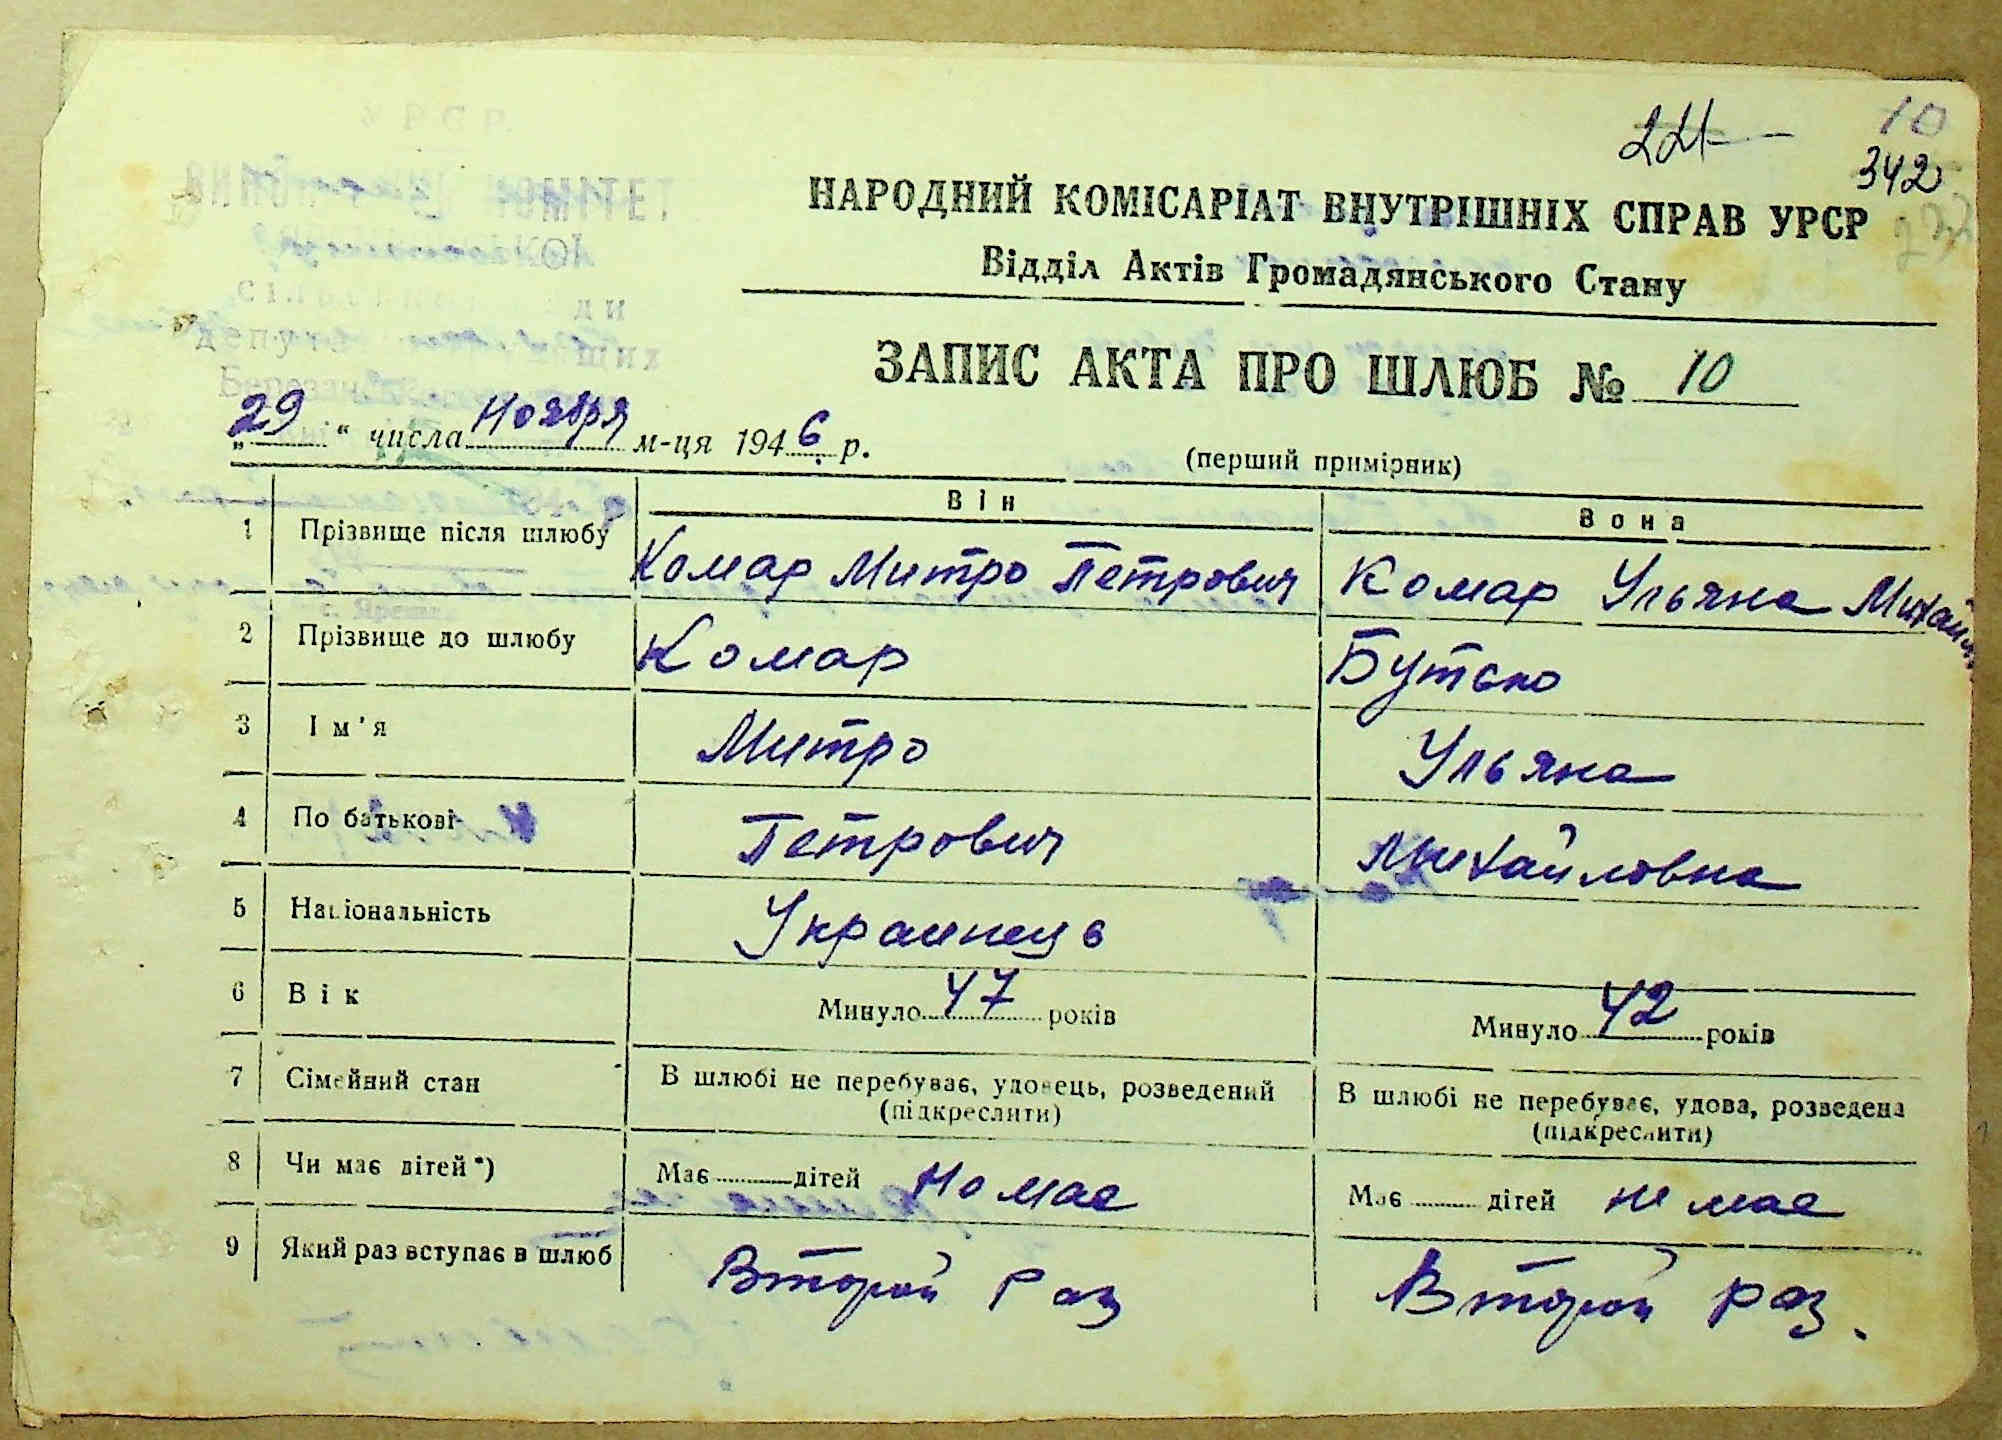 10
342
НАРОДНИЙ КОМІСАРІАТ ВНУТРІШНІХ СПРАВ УРСР
Відділ Актів Громадянського Стану
ЗАПИС АКТА ПРО ШЛЮБ № 10
„29“ числа Ноября м-ця 1946 р.
(перший примірник)
Він Вона
1 Прізвище після шлюбу Комар Митро Петрович Комар Ульяна
2 Прізвище до шлюбу Комар Бутско
3 Ім'я Митро Ульяна
4 По батькові Петрович Михайловна
5 Національність Украинець
6 Вік Минуло 47 років Минуло 42 років
7 Сімейний стан В шлюбі не перебуває, удовець, розведений В шлюбі не перебуває, удова, розведена
(підкреслити) (підкреслити)
8 Чи має дітей*) Має дітей Не має Має дітей не має
9 Який раз вступає в шлюб Второй раз Второй раз.